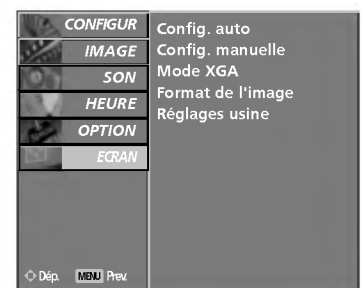 CONFIGUR
IMAGE
SON
HEURE
OPTION
ECRAN
Config. auto
Config. manuelle
Mode XGA
Format de l'image
Réglages usine
Dép. MENU Prev.